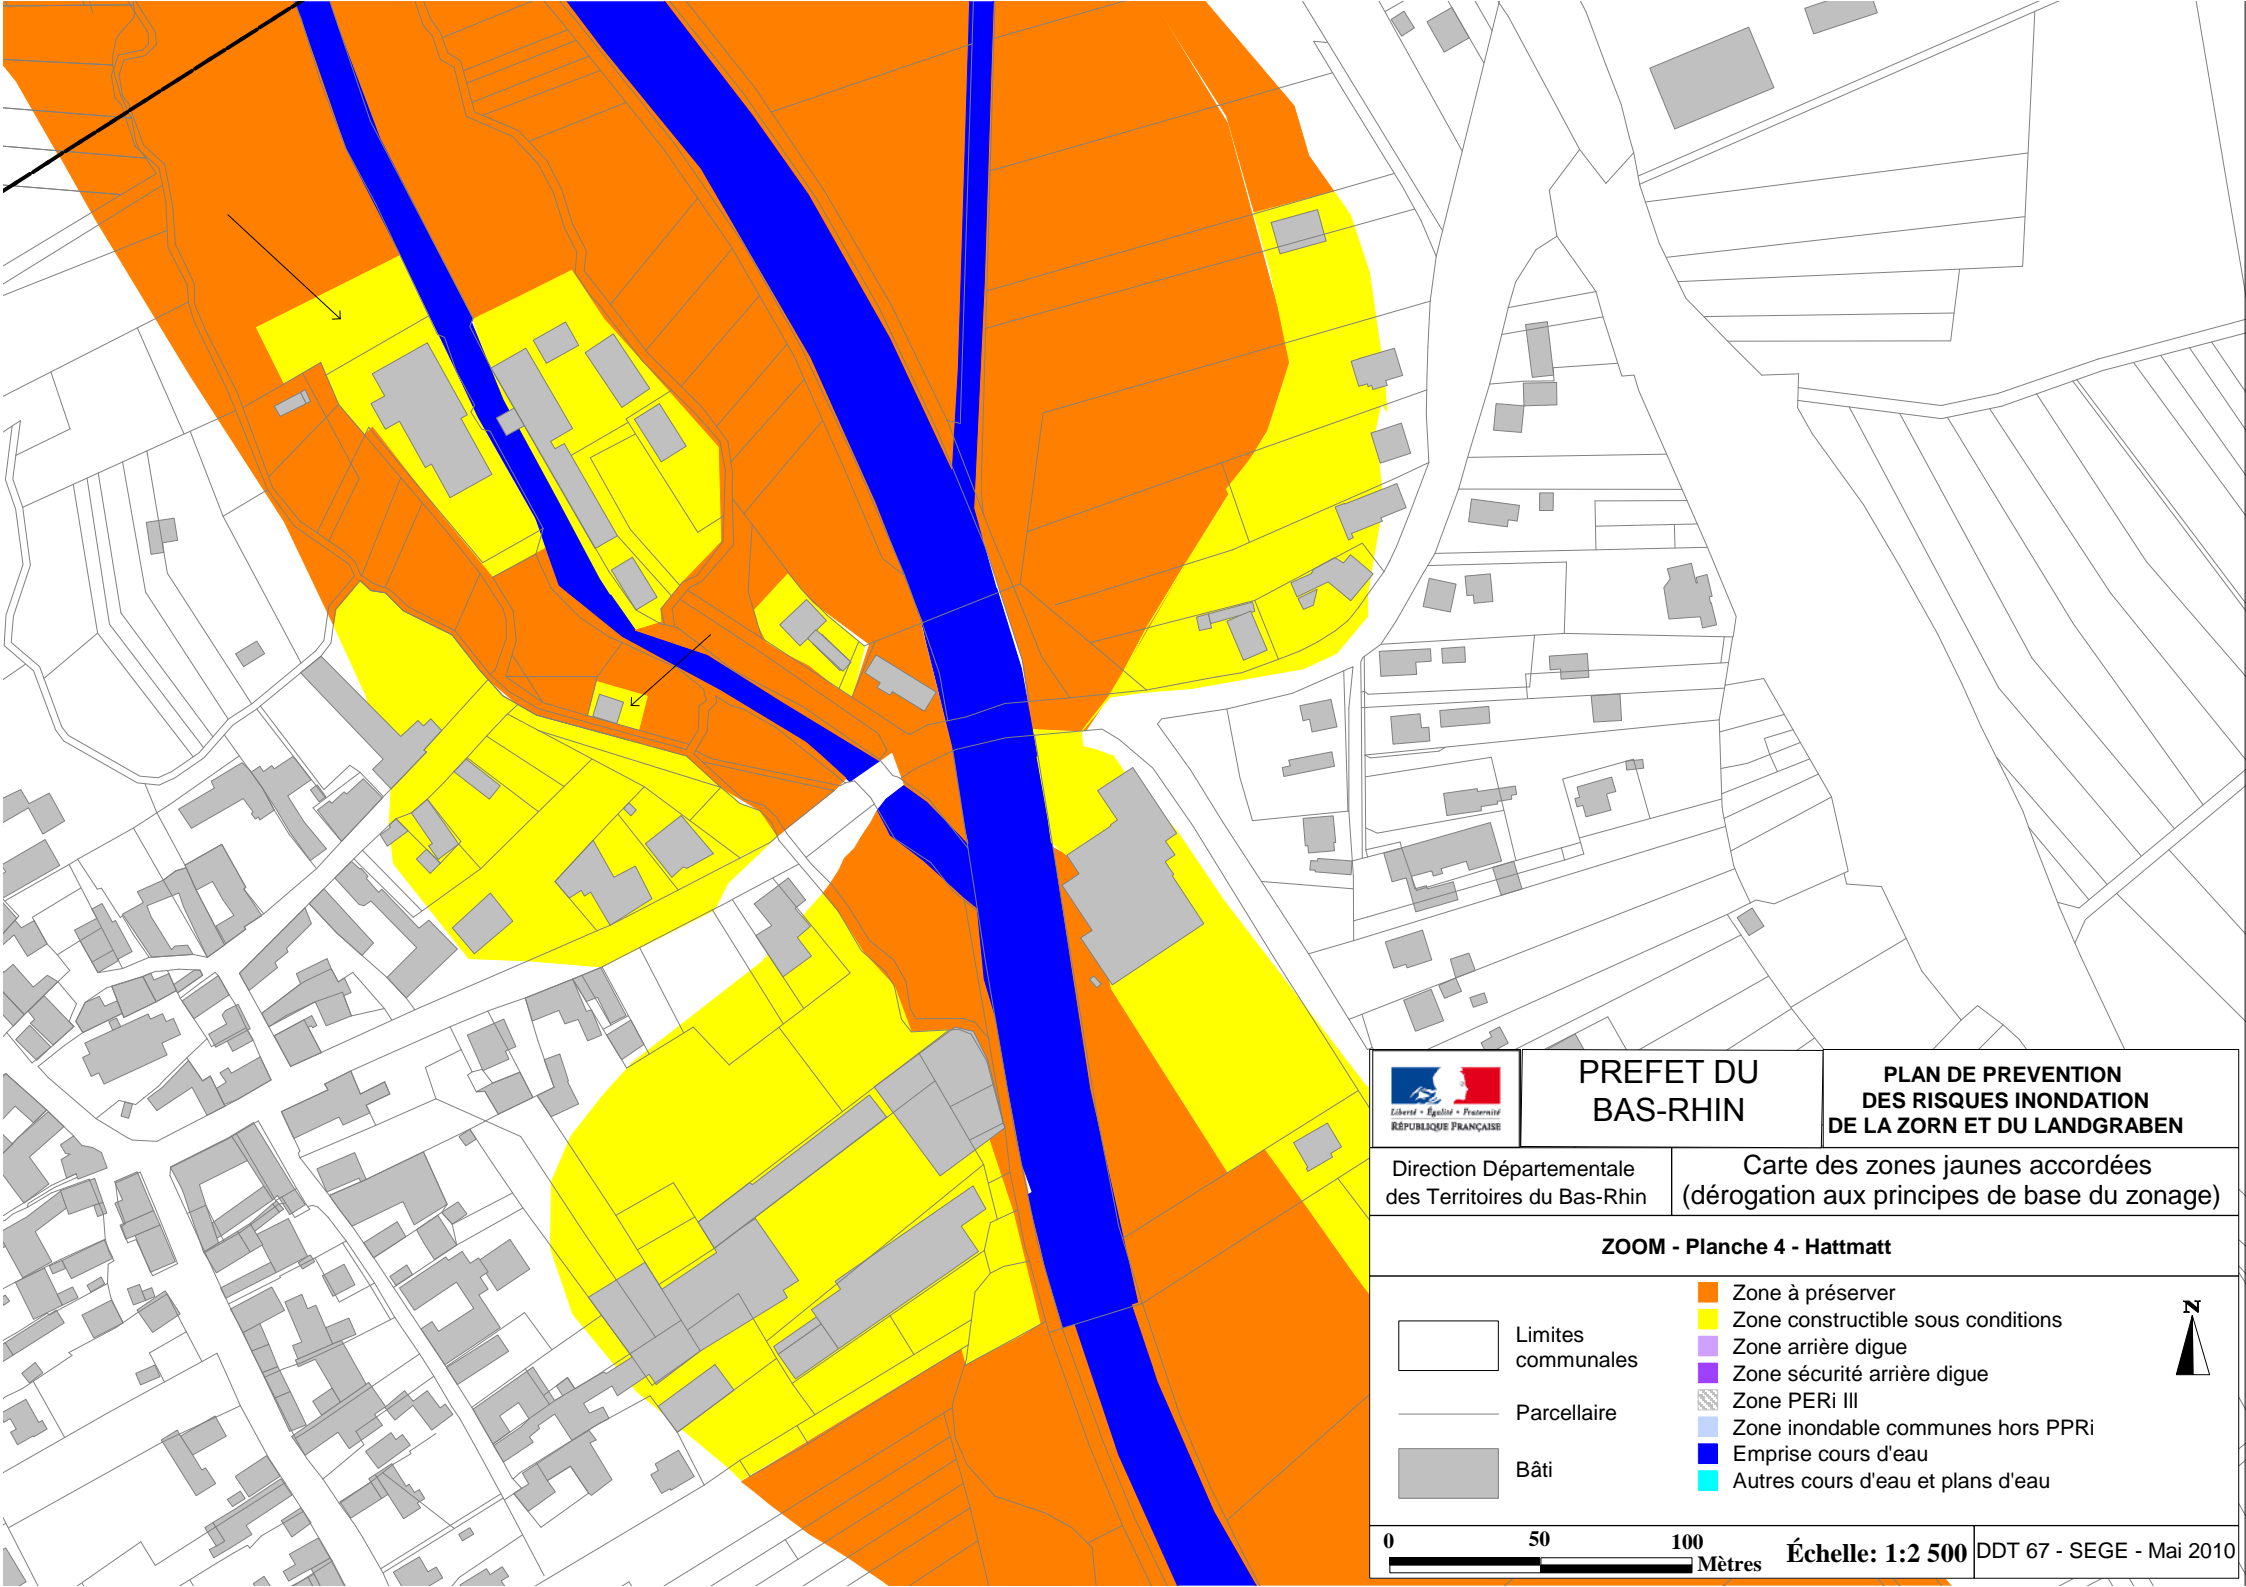 Liberté • Égalité • Fraternité
RÉPUBLIQUE FRANÇAISE
PREFET DU
BAS-RHIN
PLAN DE PREVENTION
DES RISQUES INONDATION
DE LA ZORN ET DU LANDGRABEN
Direction Départementale
des Territoires du Bas-Rhin
Carte des zones jaunes accordées
(dérogation aux principes de base du zonage)
ZOOM - Planche 4 - Hattmatt
Limites
communales
Parcellaire
Bâti
Zone à préserver
Zone constructible sous conditions
Zone arrière digue
Zone sécurité arrière digue
Zone PERi III
Zone inondable communes hors PPRi
Emprise cours d'eau
Autres cours d'eau et plans d'eau
N
0 50 100
Mètres
Échelle: 1:2 500
DDT 67 - SEGE - Mai 2010